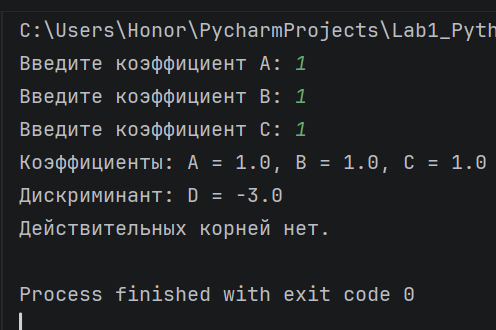 C:\Users\Honor\PycharmProjects\Lab1_Pyth
Введите коэффициент A: 1
Введите коэффициент B: 1
Введите коэффициент C: 1
Коэффициенты: A = 1.0, B = 1.0, C = 1.0
Дискриминант: D = -3.0
Действительных корней нет.
Process finished with exit code 0